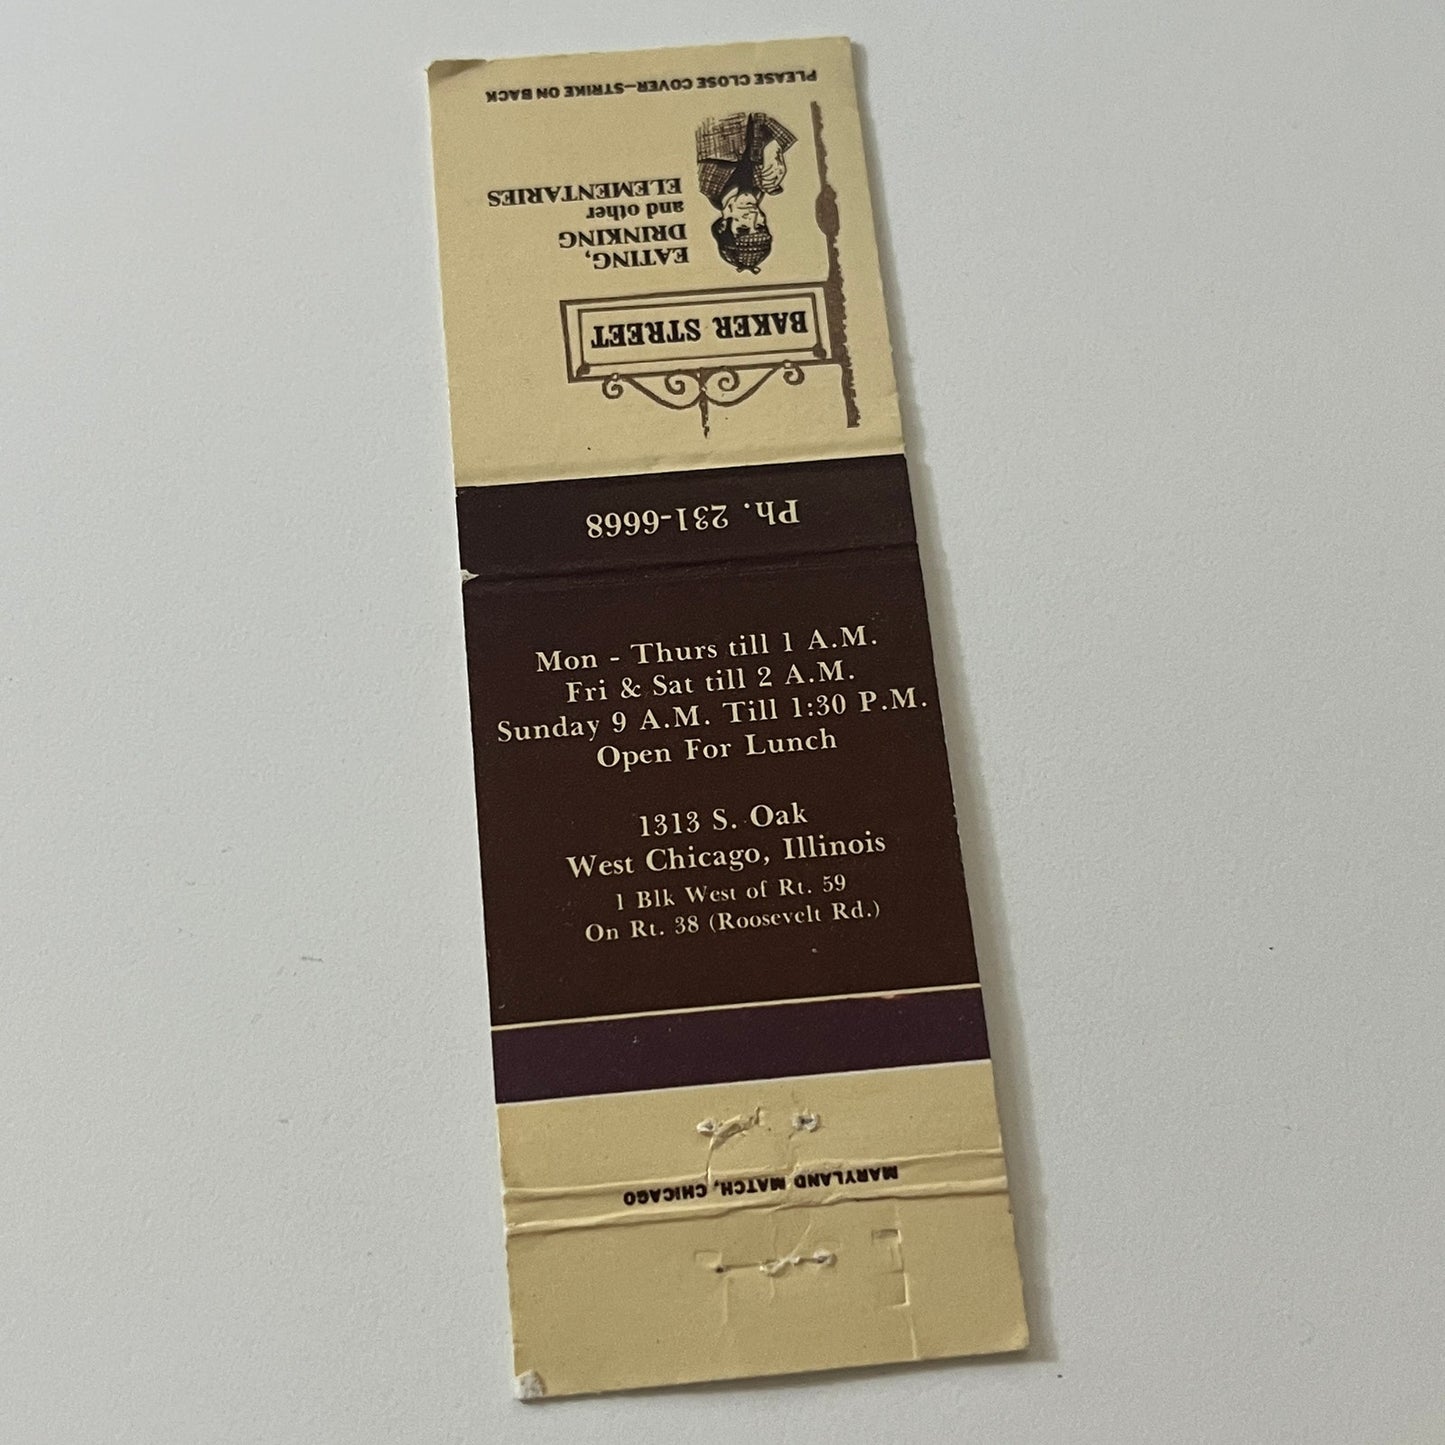 PLEASE CLOSE COVER—STRIKE ON BACK
EATING,
DRINKING
and other
ELEMENTARIES
BAKER STREET
Ph. 231-6668
Mon - Thurs till 1 A.M.
Fri & Sat till 2 A.M.
Sunday 9 A.M. Till 1:30 P.M.
Open For Lunch
1313 S. Oak
West Chicago, Illinois
1 Blk West of Rt. 59
On Rt. 38 (Roosevelt Rd.)
MARYLAND MATCH, CHICAGO